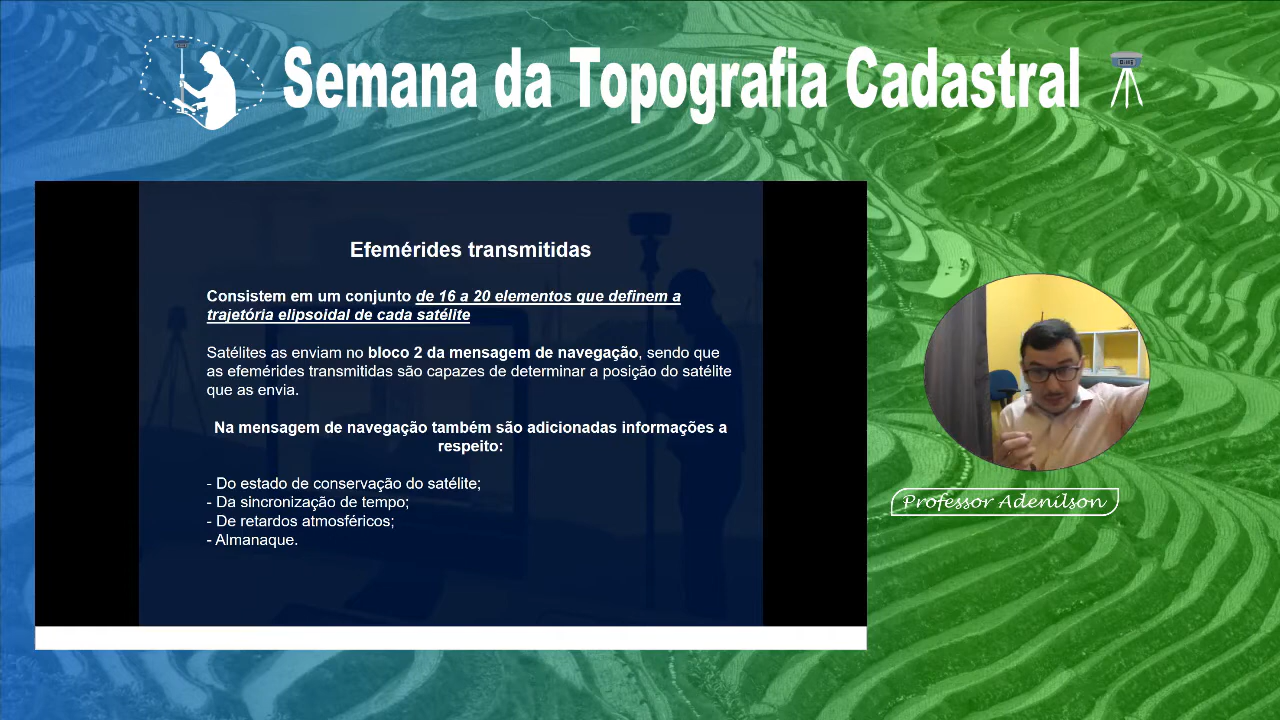 Semana da Topografia Cadastral
Efemérides transmitidas
Consistem em um conjunto de 16 a 20 elementos que definem a
trajetória elipsoidal de cada satélite
Satélites as enviam no bloco 2 da mensagem de navegação, sendo que
as efemérides transmitidas são capazes de determinar a posição do satélite
que as envia.
Na mensagem de navegação também são adicionadas informações a
respeito:
- Do estado de conservação do satélite;
- Da sincronização de tempo;
- De retardos atmosféricos;
- Almanaque.
Professor Adenilson